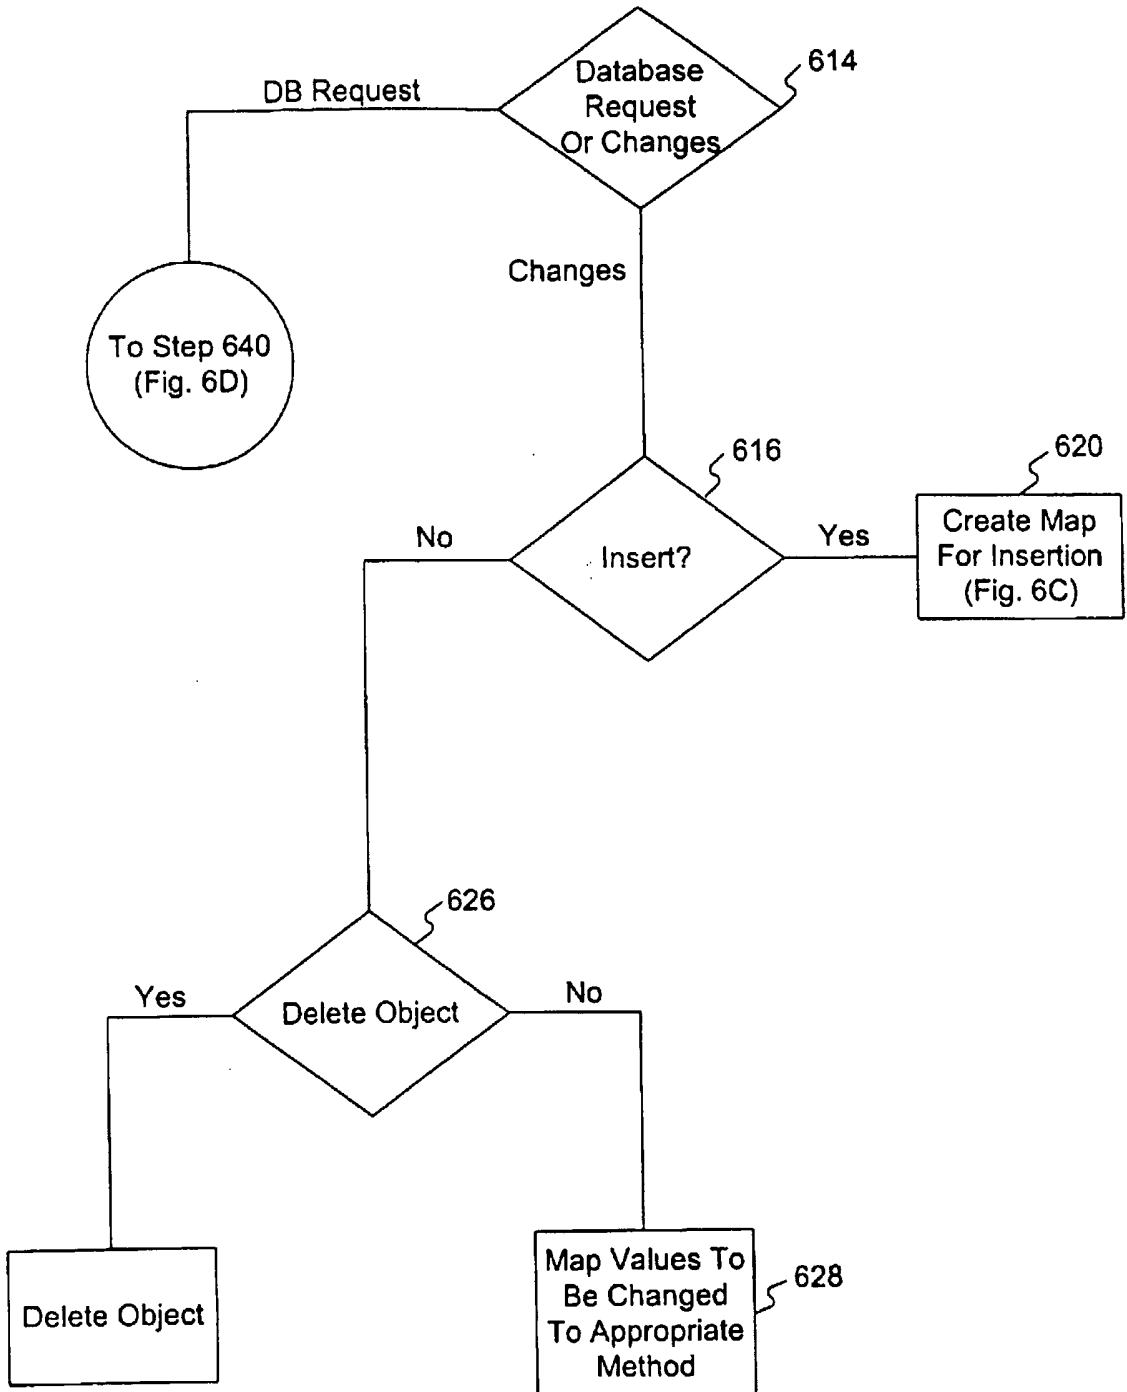 Database
Request
Or Changes
614
DB Request
Changes
To Step 640
(Fig. 6D)
616
Insert?
No
Yes
620
Create Map
For Insertion
(Fig. 6C)
626
Delete Object
Yes
No
Delete Object
Map Values To
Be Changed
To Appropriate
Method
628